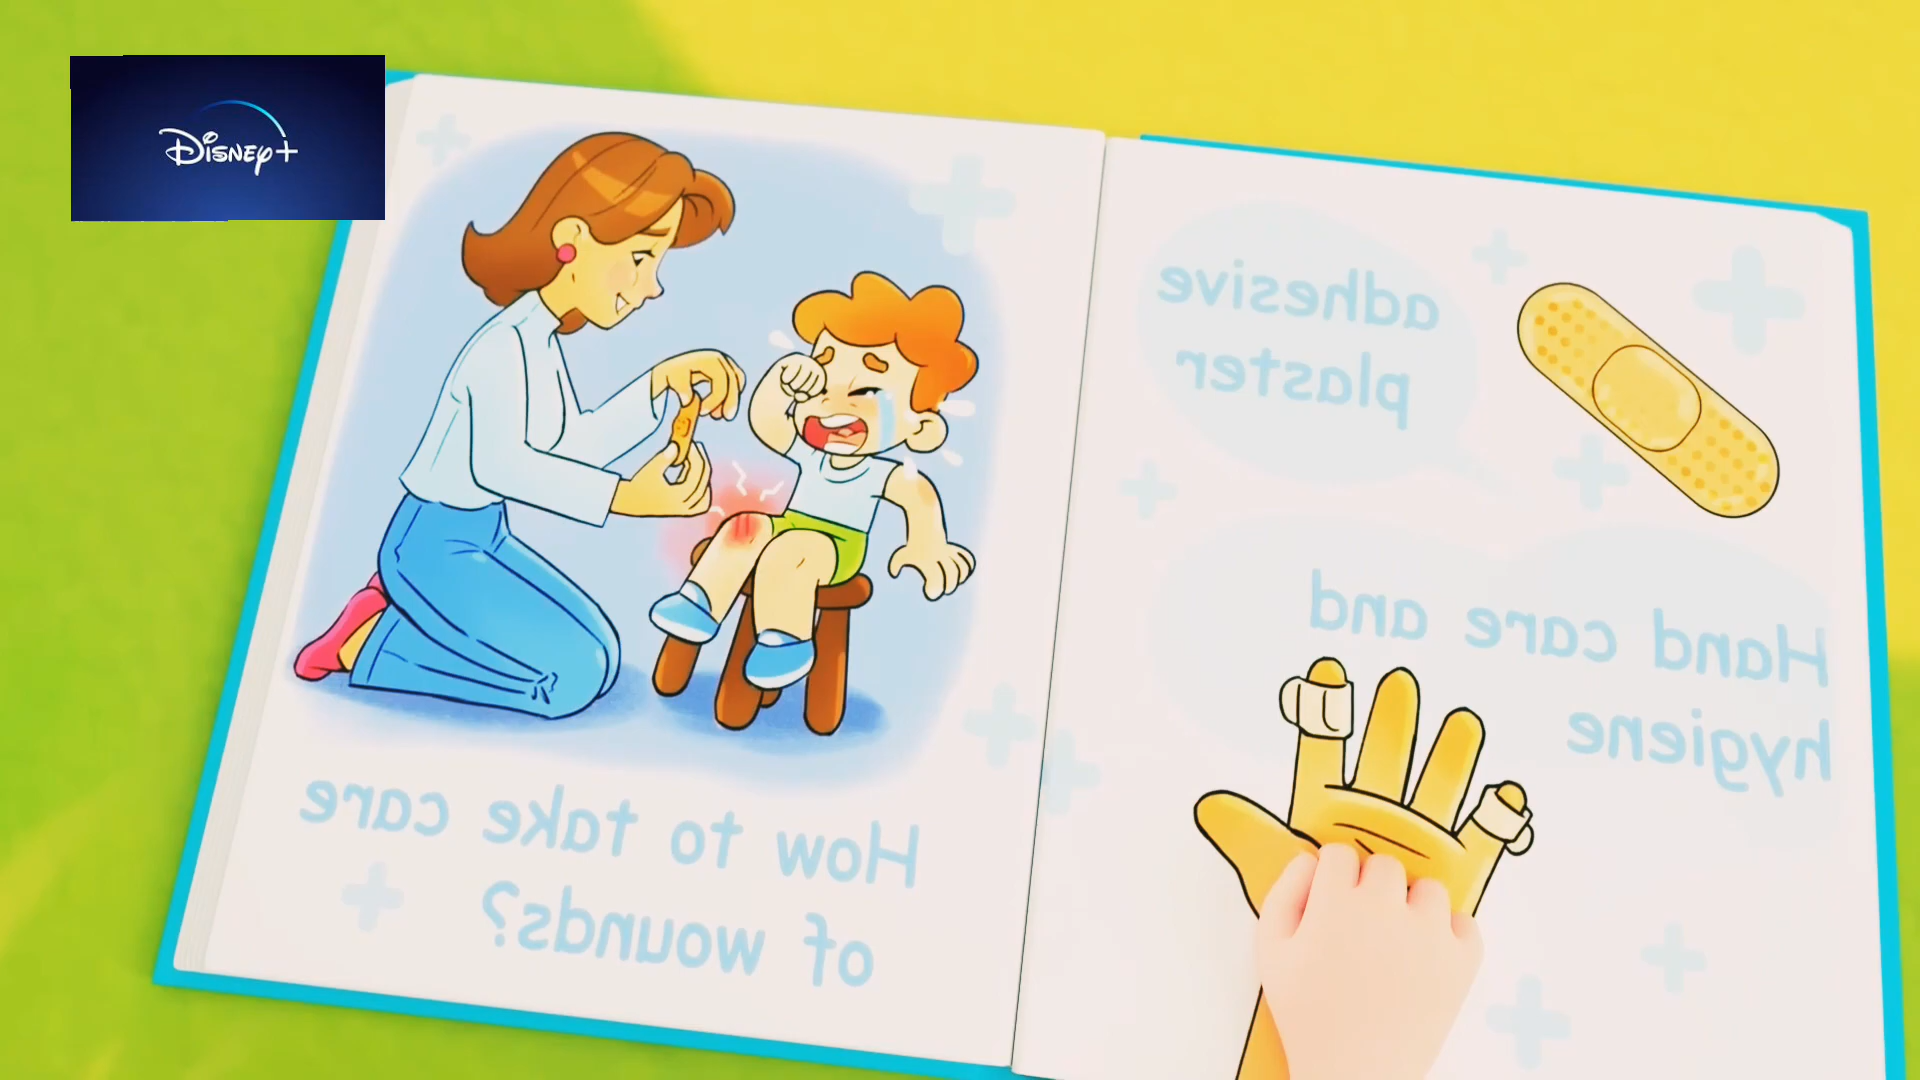 Disney+
adhesive
plaster
Hand care and
hygiene
How to take care
of wounds?